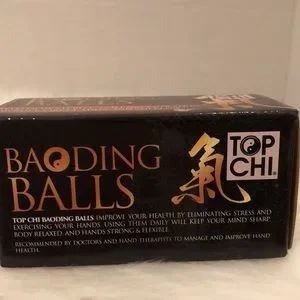 BAODING
BALLS
氣
TOP
CHI®
TOP CHI BAODING BALLS IMPROVE YOUR HEALTH BY ELIMINATING STRESS AND
EXERCISING YOUR HANDS. USING THEM DAILY WILL KEEP YOUR MIND SHARP,
BODY RELAXED, AND HANDS STRONG & FLEXIBLE.
RECOMMENDED BY DOCTORS AND HAND THERAPISTS TO MANAGE AND IMPROVE HAND
HEALTH.